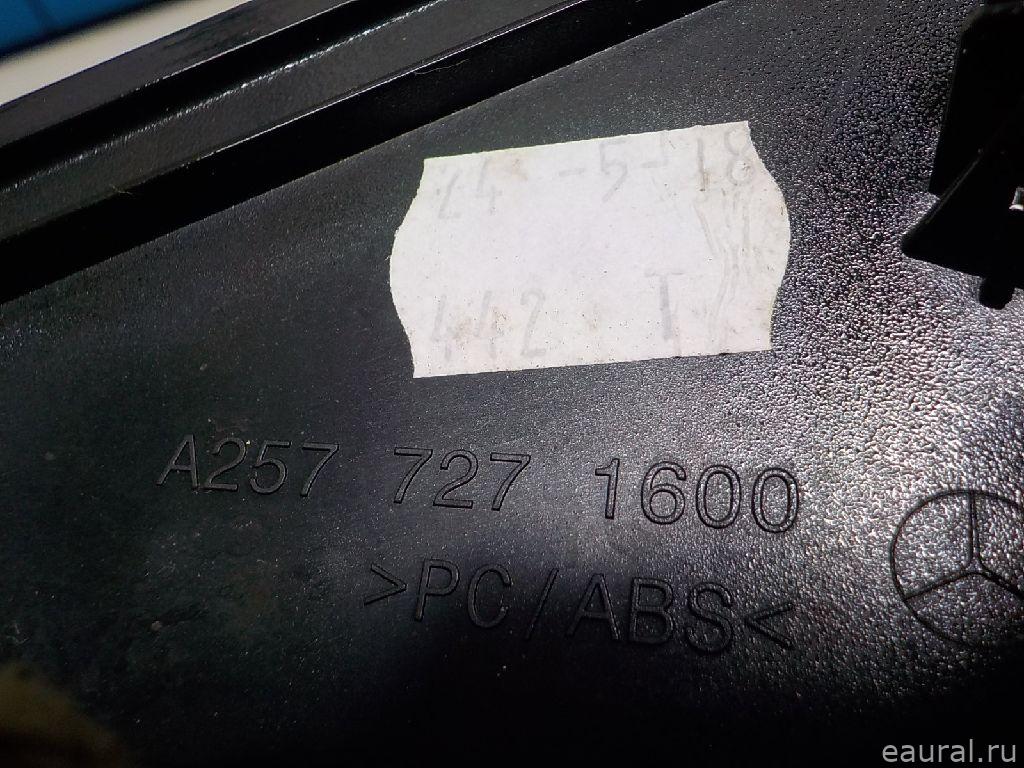 24 -5-18
442 T
A257 727 1600
>PC/ABS<
eaural.ru